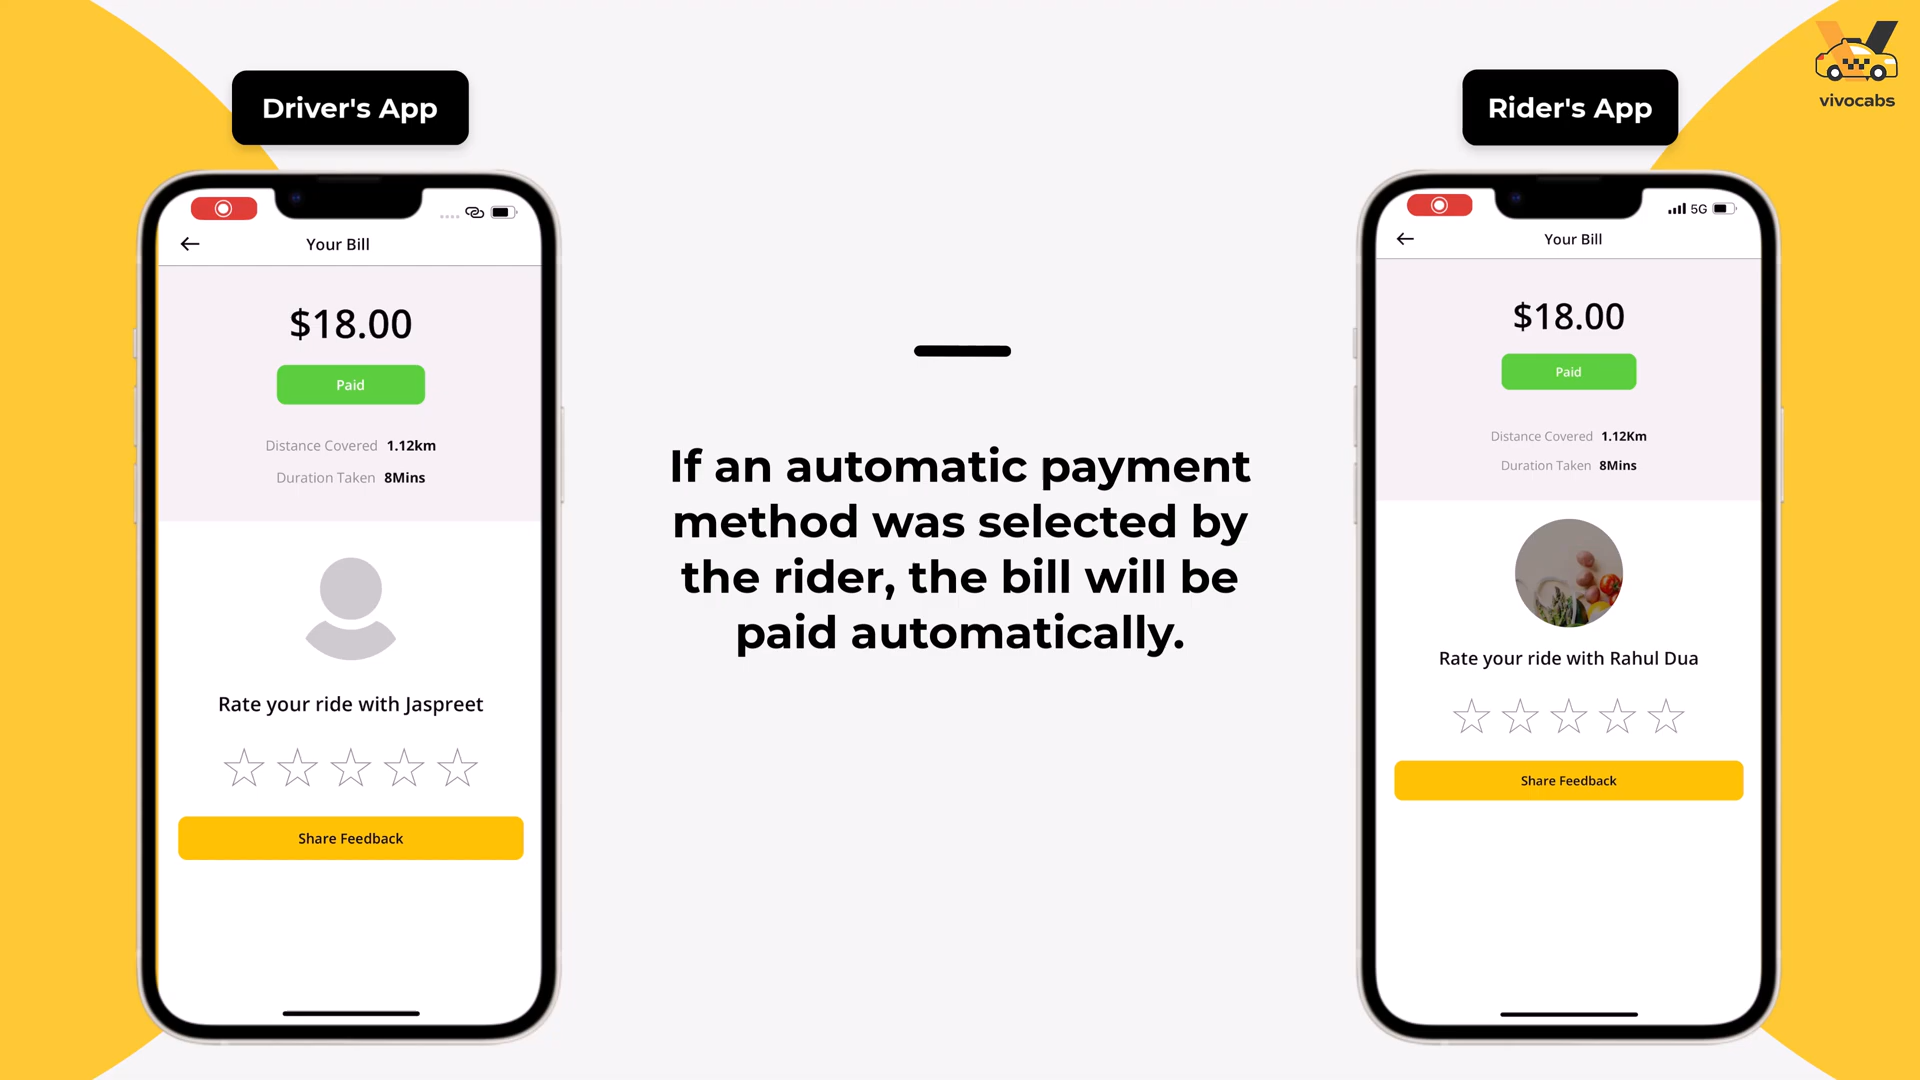 Driver's App
Your Bill
$18.00
Paid
Distance Covered 1.12km
Duration Taken 8Mins
Rate your ride with Jaspreet
Share Feedback
If an automatic payment
method was selected by
the rider, the bill will be
paid automatically.
Rider's App
vivocabs
5G
Your Bill
$18.00
Paid
Distance Covered 1.12Km
Duration Taken 8Mins
Rate your ride with Rahul Dua
Share Feedback